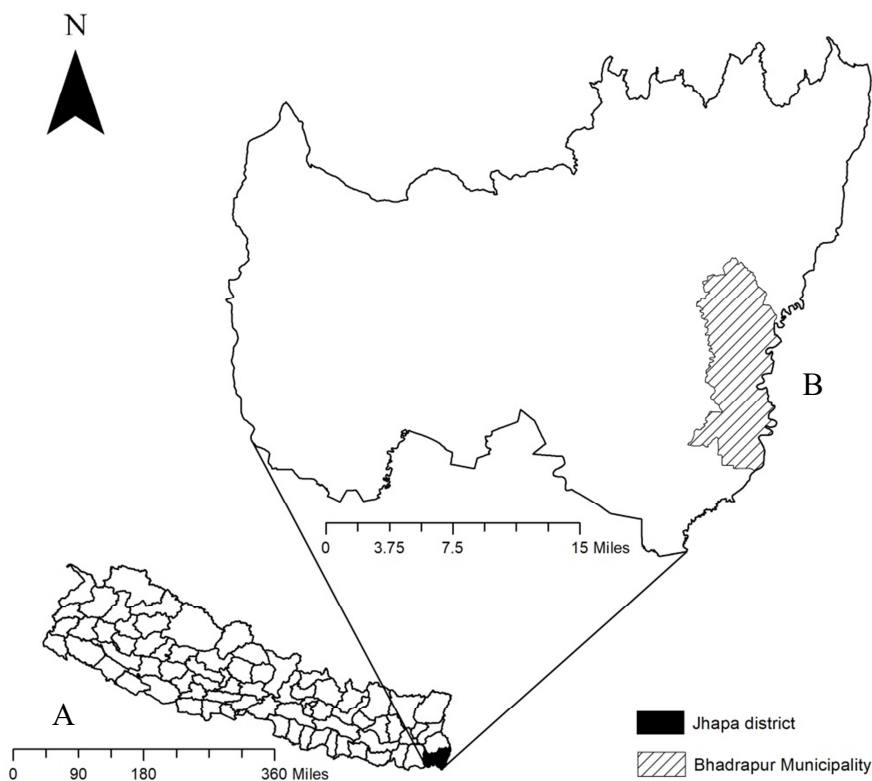 N
B
0 3.75 7.5 15 Miles
A
Jhapa district
0 90 180 360 Miles
Bhadrapur Municipality